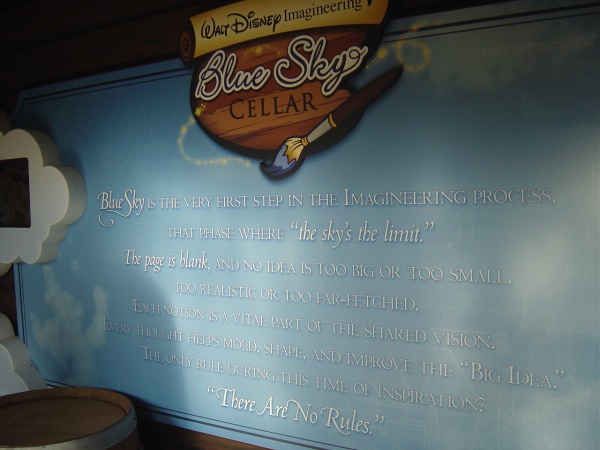 Walt Disney Imagineering
Blue Sky
CELLAR
Blue Sky is the very first step in the Imagineering process,
that phase where "the sky's the limit."
The page is blank, and no idea is too big or too small,
too realistic or too far-fetched.
Each notion is a vital part of the shared vision.
Every thought helps mold, shape, and improve the "Big Idea."
The only rule during this time of inspiration?
"There Are No Rules."